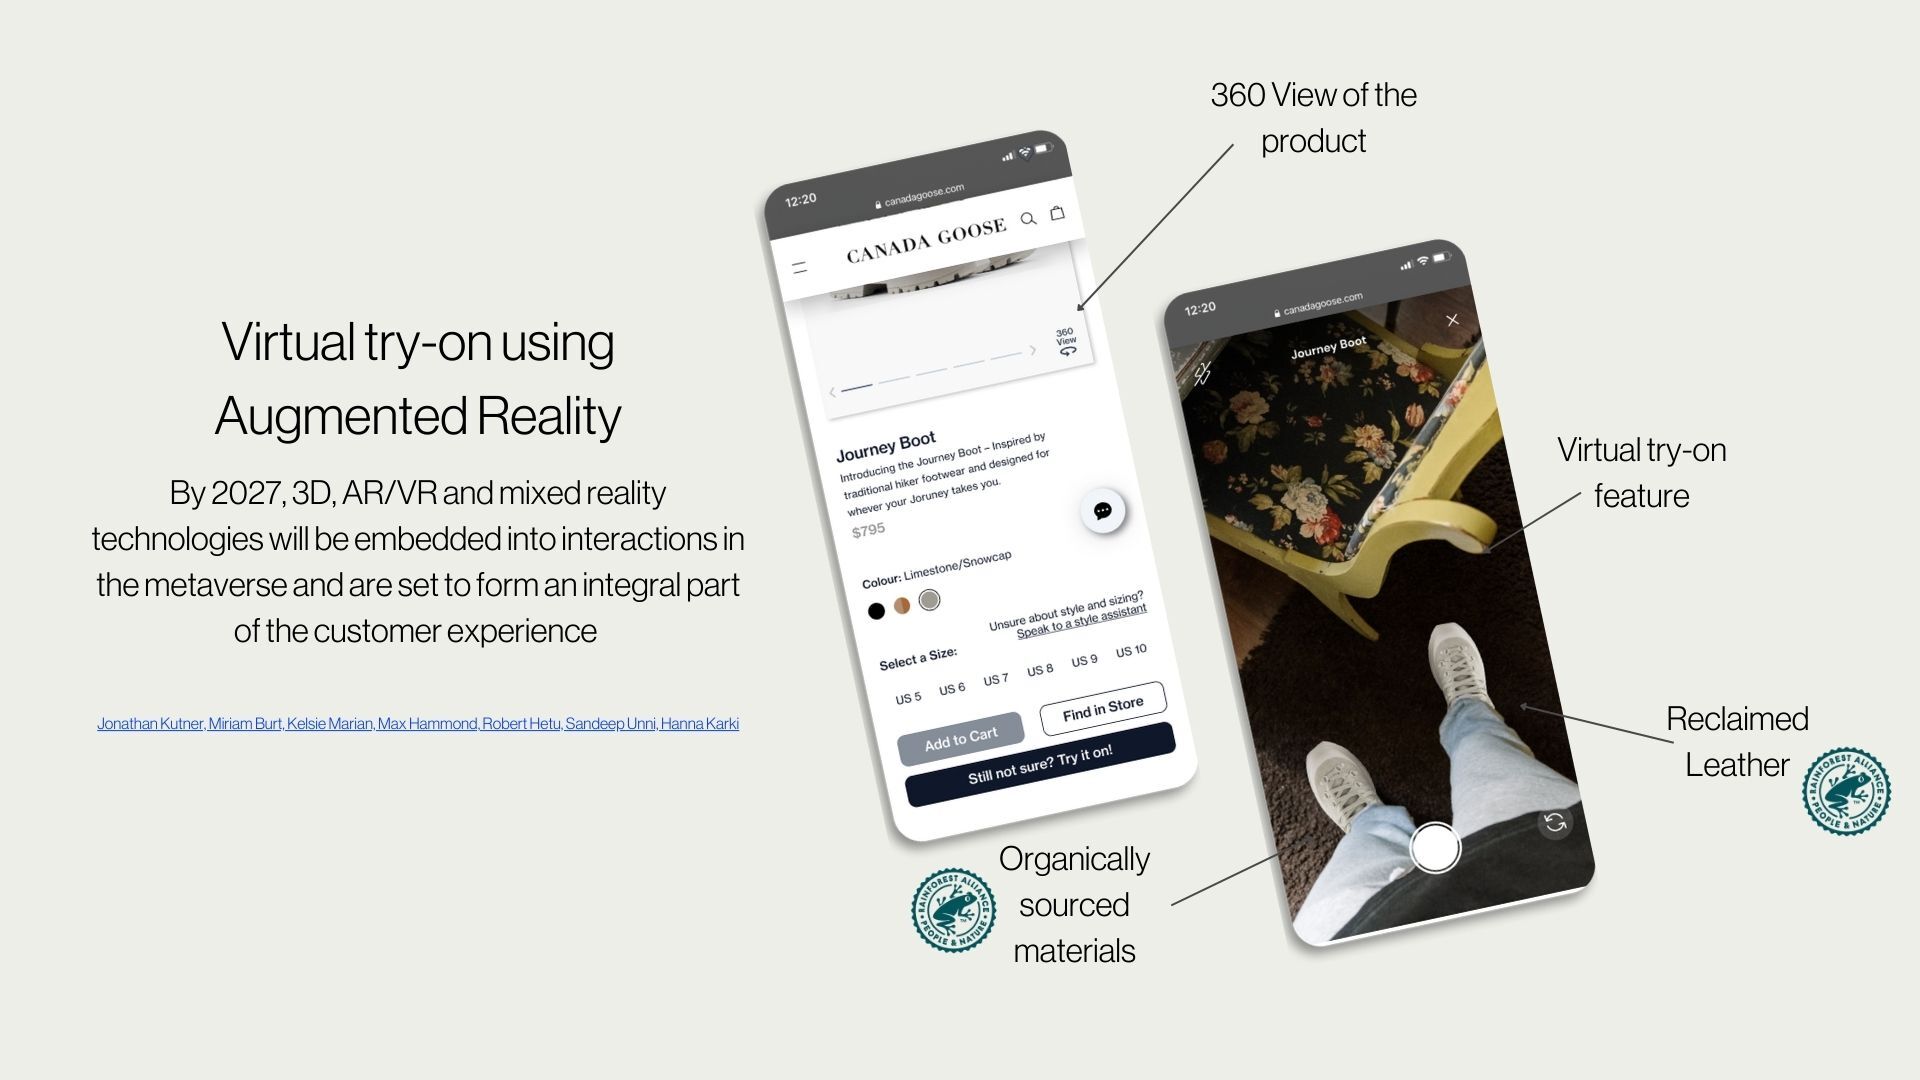 Virtual try-on using
Augmented Reality
By 2027, 3D, AR/VR and mixed reality
technologies will be embedded into interactions in
the metaverse and are set to form an integral part
of the customer experience
Jonathan Kutner, Miriam Burt, Kelsie Marian, Max Hammond, Robert Hetu, Sandeep Unni, Hanna Karki
360 View of the
product
12:20
canadagoose.com
CANADA GOOSE
360
View
Journey Boot
Introducing the Journey Boot – Inspired by
traditional hiker footwear and designed for
whever your Joruney takes you.
$795
Colour: Limestone/Snowcap
Unsure about style and sizing?
Speak to a style assistant
Select a Size:
US 5 US 6 US 7 US 8 US 9 US 10
Add to Cart
Find in Store
Still not sure? Try it on!
12:20
canadagoose.com
Journey Boot
Virtual try-on
feature
Reclaimed
Leather
RAINFOREST ALLIANCE
PEOPLE & NATURE
TM
Organically
sourced
materials
RAINFOREST ALLIANCE
PEOPLE & NATURE
TM